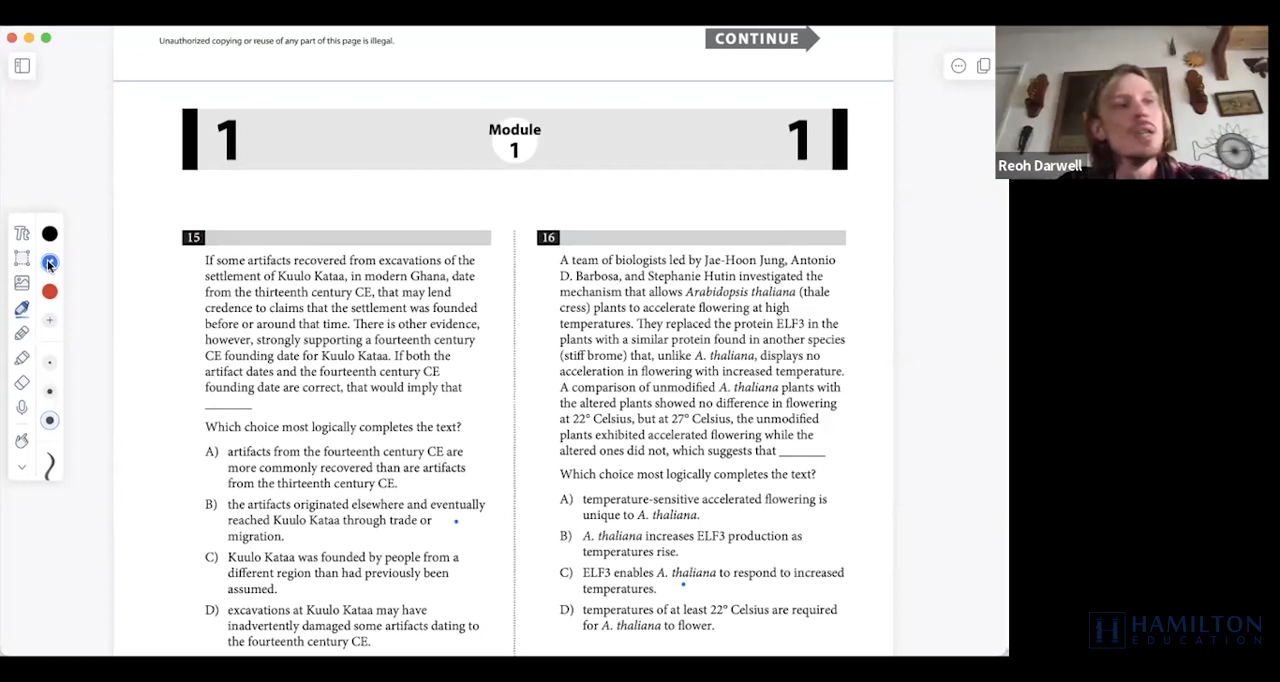 Unauthorized copying or reuse of any part of this page is illegal.
CONTINUE
1
Module
1
1
15
If some artifacts recovered from excavations of the
settlement of Kuulo Kataa, in modern Ghana, date
from the thirteenth century CE, that may lend
credence to claims that the settlement was founded
before or around that time. There is other evidence,
however, strongly supporting a fourteenth century
CE founding date for Kuulo Kataa. If both the
artifact dates and the fourteenth century CE
founding date are correct, that would imply that
______
Which choice most logically completes the text?
A) artifacts from the fourteenth century CE are
more commonly recovered than are artifacts
from the thirteenth century CE.
B) the artifacts originated elsewhere and eventually
reached Kuulo Kataa through trade or
migration.
C) Kuulo Kataa was founded by people from a
different region than had previously been
assumed.
D) excavations at Kuulo Kataa may have
inadvertently damaged some artifacts dating to
the fourteenth century CE.
16
A team of biologists led by Jae-Hoon Jung, Antonio
D. Barbosa, and Stephanie Hutin investigated the
mechanism that allows Arabidopsis thaliana (thale
cress) plants to accelerate flowering at high
temperatures. They replaced the protein ELF3 in the
plants with a similar protein found in another species
(stiff brome) that, unlike A. thaliana, displays no
acceleration in flowering with increased temperature.
A comparison of unmodified A. thaliana plants with
the altered plants showed no difference in flowering
at 22° Celsius, but at 27° Celsius, the unmodified
plants exhibited accelerated flowering while the
altered ones did not, which suggests that ______
Which choice most logically completes the text?
A) temperature-sensitive accelerated flowering is
unique to A. thaliana.
B) A. thaliana increases ELF3 production as
temperatures rise.
C) ELF3 enables A. thaliana to respond to increased
temperatures.
D) temperatures of at least 22° Celsius are required
for A. thaliana to flower.
Reoh Darwell
HAMILTON
EDUCATION